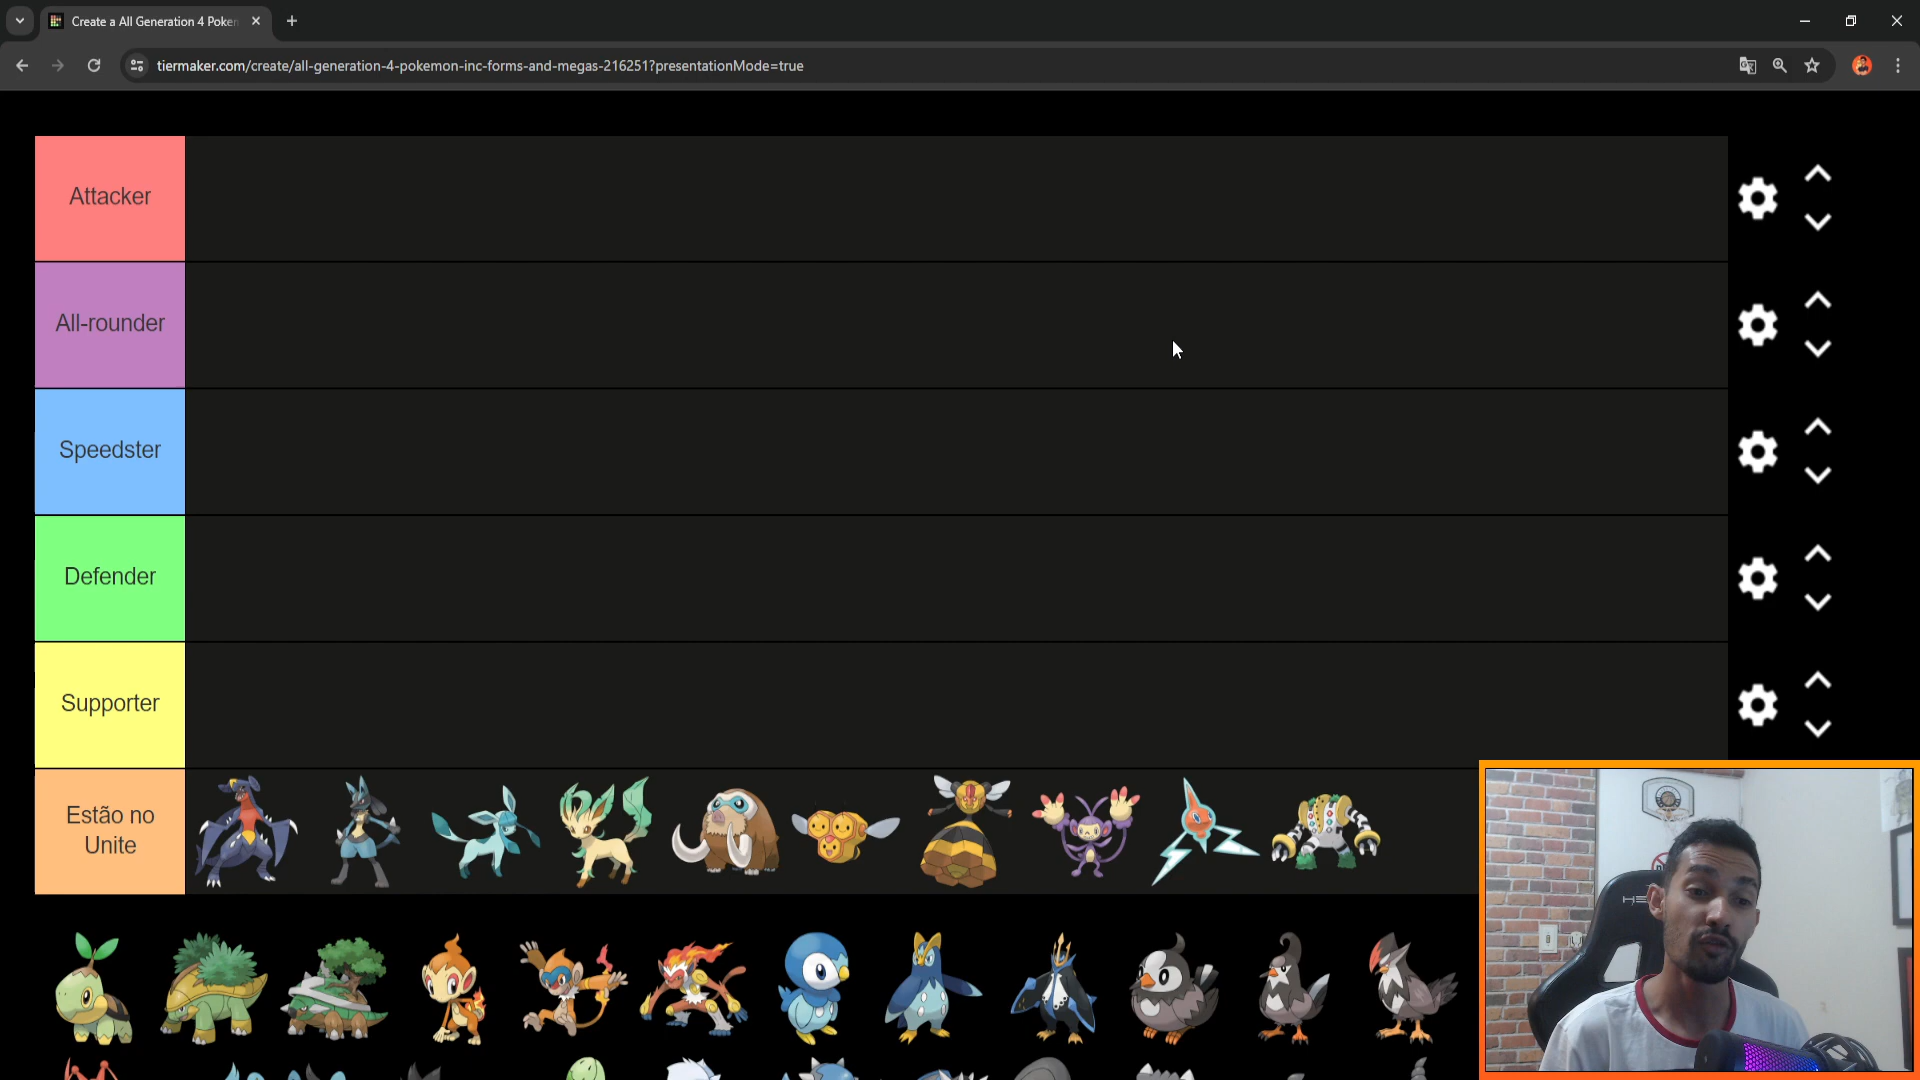 Create a All Generation 4 Poken
tiermaker.com/create/all-generation-4-pokemon-inc-forms-and-megas-216251?presentationMode=true
Attacker
All-rounder
Speedster
Defender
Supporter
Estão no
Unite